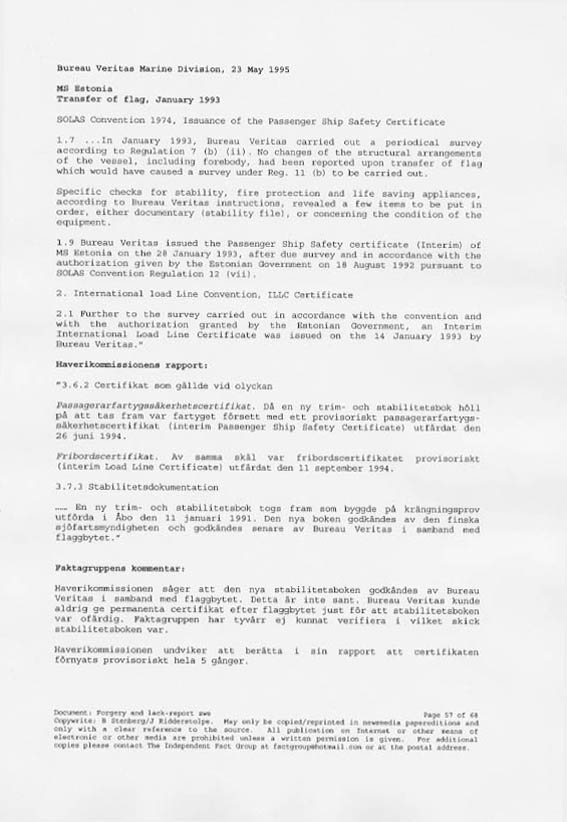 Bureau Veritas Marine Division, 23 May 1995
MS Estonia
Transfer of flag, January 1993
SOLAS Convention 1974, Issuance of the Passenger Ship Safety Certificate
1.7 ...In January 1993, Bureau Veritas carried out a periodical survey
according to Regulation 7 (b) (ii). No changes of the structural arrangements
of the vessel, including forebody, had been reported upon transfer of flag
which would have caused a survey under Reg. 11 (b) to be carried out.
Specific checks for stability, fire protection and life saving appliances,
according to Bureau Veritas instructions, revealed a few items to be put in
order, either documentary (stability file), or concerning the condition of the
equipment.
1.9 Bureau Veritas issued the Passenger Ship Safety certificate (Interim) of
MS Estonia on the 28 January 1993, after due survey and in accordance with the
authorization given by the Estonian Government on 18 August 1992 pursuant to
SOLAS Convention Regulation 12 (vii).
2. International load Line Convention, ILLC Certificate
2.1 Further to the survey carried out in accordance with the convention and
with the authorization granted by the Estonian Government, an Interim
International Load Line Certificate was issued on the 14 January 1993 by
Bureau Veritas."
Haverikommissionens rapport:
"3.6.2 Certifikat som gällde vid olyckan
Passagerarfartygssäkerhetscertifikat. Då en ny trim- och stabilitetsbok höll
på att tas fram var fartyget försett med ett provisoriskt passagerarfartygs-
säkerhetscertifikat (interim Passenger Ship Safety Certificate) utfärdat den
26 juni 1994.
Fribordscertifikat. Av samma skäl var fribordscertifikatet provisoriskt
(interim Load Line Certificate) utfärdat den 11 september 1994.
3.7.3 Stabilitetsdokumentation
…… En ny trim- och stabilitetsbok togs fram som byggde på krängningsprov
utförda i Åbo den 11 januari 1991. Den nya boken godkändes av den finska
sjöfartsmyndigheten och godkändes senare av Bureau Veritas i samband med
flaggbytet."
Faktagruppens kommentar:
Haverikommissionen säger att den nya stabilitetsboken godkändes av Bureau
Veritas i samband med flaggbytet. Detta är inte sant. Bureau Veritas kunde
aldrig ge permanenta certifikat efter flaggbytet just för att stabilitetsboken
var ofärdig. Faktagruppen har tyvärr ej kunnat verifiera i vilket skick
stabilitetsboken var.
Haverikommissionen undviker att berätta i sin rapport att certifikaten
förnyats provisoriskt hela 5 gånger.
Document: Forgery and lack-report swe Page 57 of 68
Copywrite: B Stenberg/J Ridderstolpe. May only be copied/reprinted in newsmedia papereditions and
only with a clear reference to the source. All publication on Internet or other means of
electronic or other media are prohibited unless a written permission is given. For additional
copies please contact The Independent Fact Group at factgroup@hotmail.com or at the postal address.